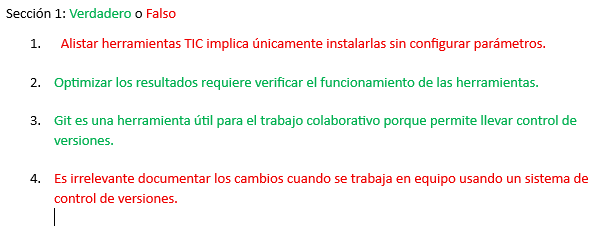 Sección 1: Verdadero o Falso
1. Alistar herramientas TIC implica únicamente instalarlas sin configurar parámetros.
2. Optimizar los resultados requiere verificar el funcionamiento de las herramientas.
3. Git es una herramienta útil para el trabajo colaborativo porque permite llevar control de
versiones.
4. Es irrelevante documentar los cambios cuando se trabaja en equipo usando un sistema de
control de versiones.